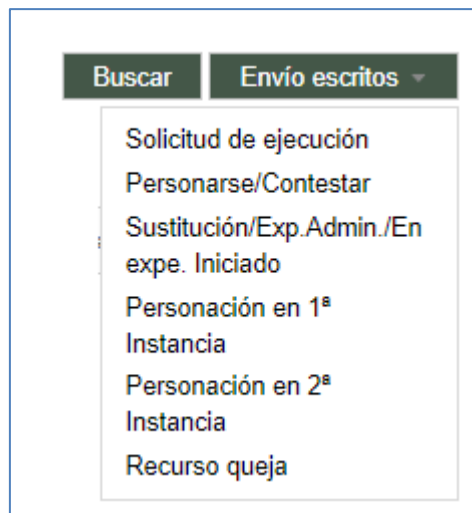 Buscar Envío escritos
Solicitud de ejecución
Personarse/Contestar
Sustitución/Exp.Admin./En
expe. Iniciado
Personación en 1ª
Instancia
Personación en 2ª
Instancia
Recurso queja